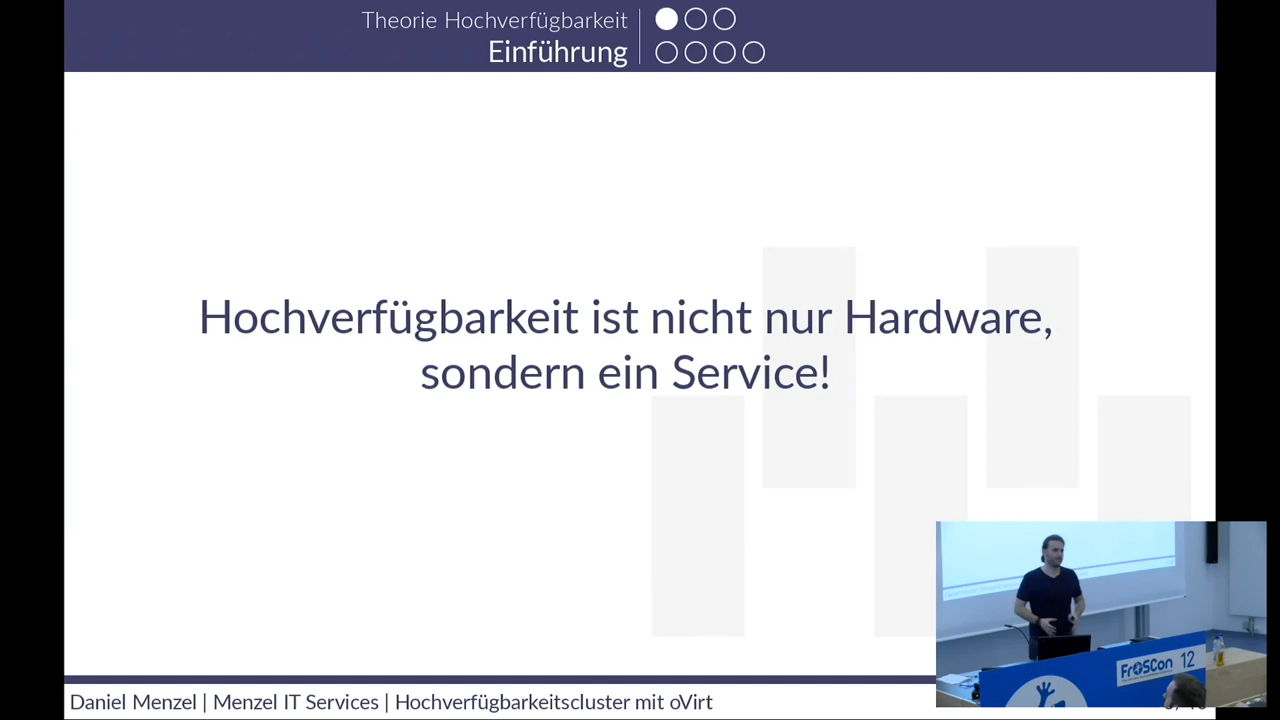 Theorie Hochverfügbarkeit
Einführung
Hochverfügbarkeit ist nicht nur Hardware,
sondern ein Service!
Daniel Menzel | Menzel IT Services | Hochverfügbarkeitscluster mit oVirt
FrOSCon 12